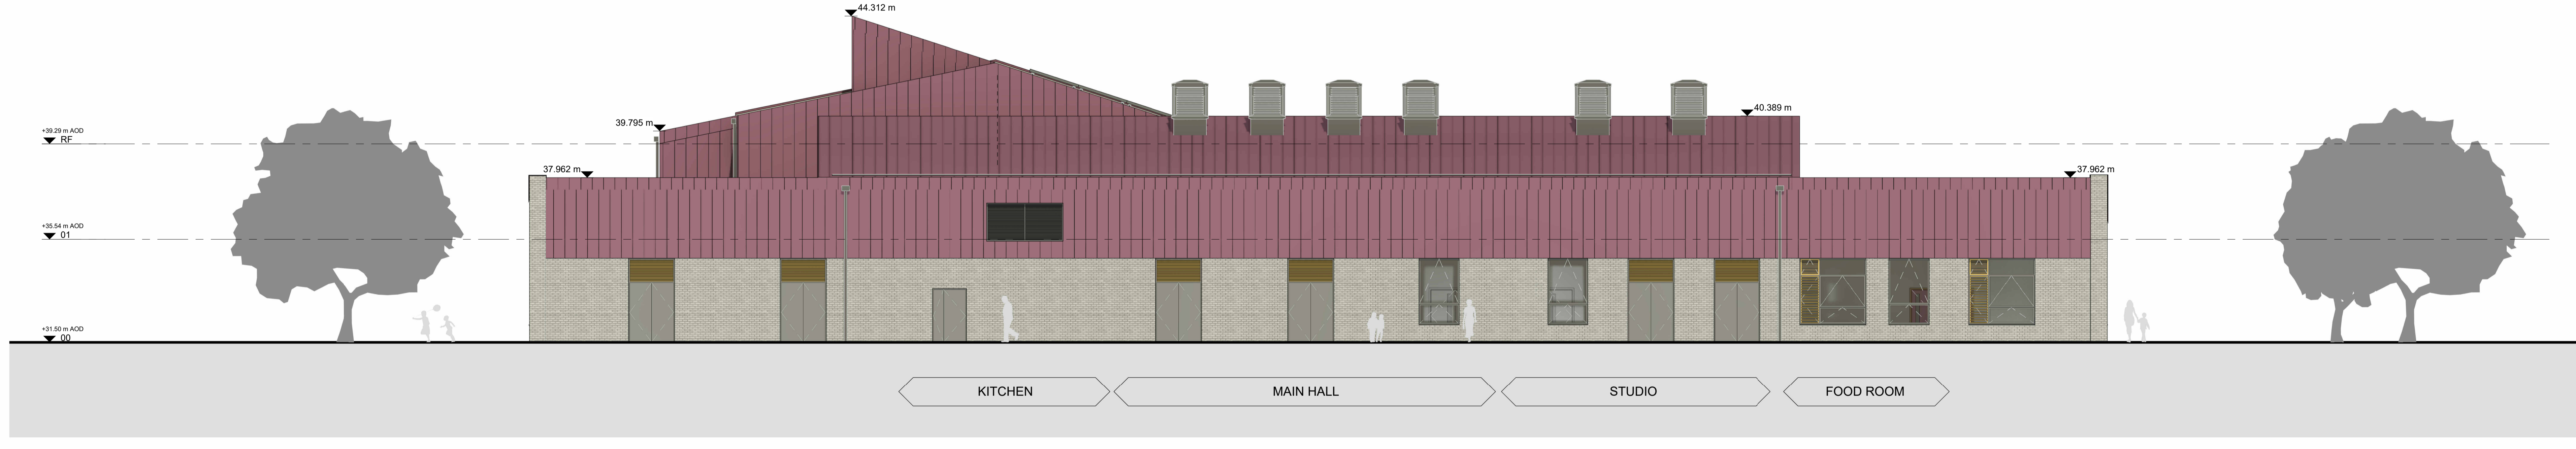 44.312 m
40.389 m
39.795 m
+39.29 m AOD
RF
37.962 m
37.962 m
+35.54 m AOD
01
+31.50 m AOD
00
KITCHEN
MAIN HALL
STUDIO
FOOD ROOM